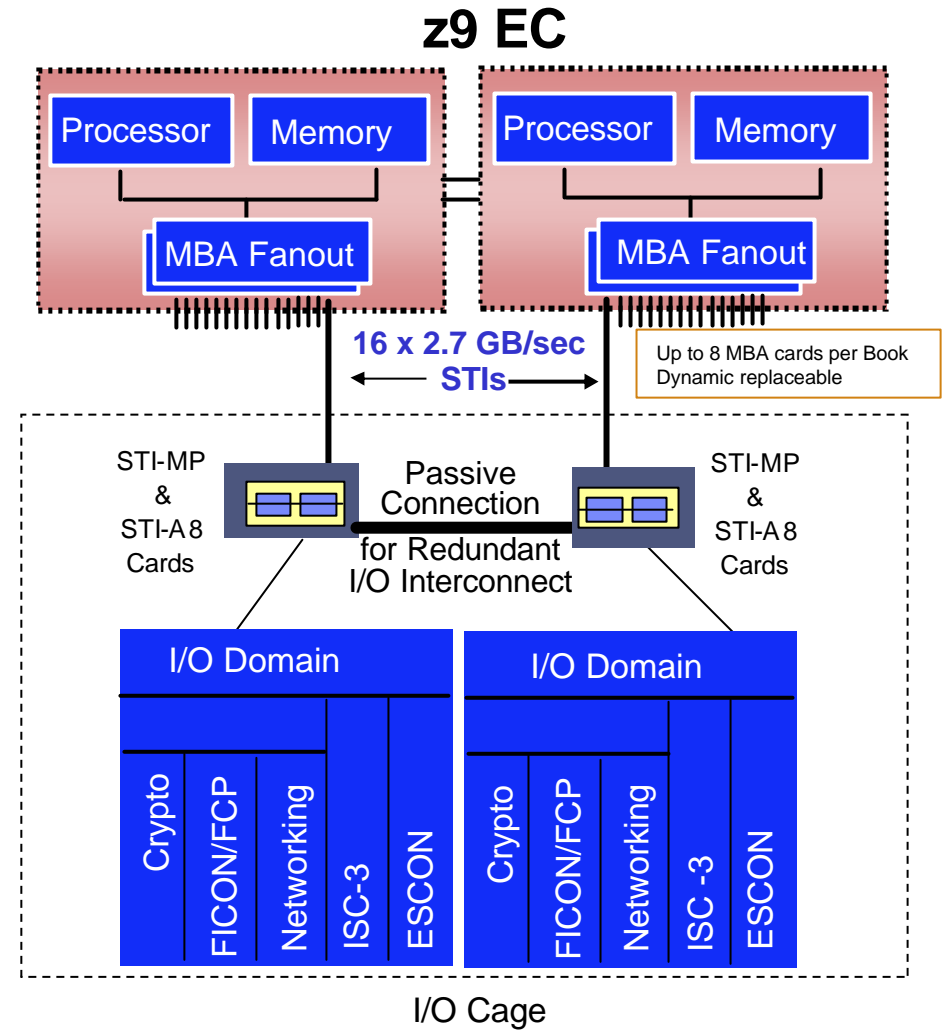 z9 EC
Processor
Memory
MBA Fanout
Processor
Memory
MBA Fanout
16 x 2.7 GB/sec
STIs
Up to 8 MBA cards per Book
Dynamic replaceable
STI-MP
&
STI-A8
Cards
Passive
Connection
for Redundant
I/O Interconnect
STI-MP
&
STI-A8
Cards
I/O Domain
Crypto
FICON/FCP
Networking
ISC-3
ESCON
I/O Domain
Crypto
FICON/FCP
Networking
ISC -3
ESCON
I/O Cage